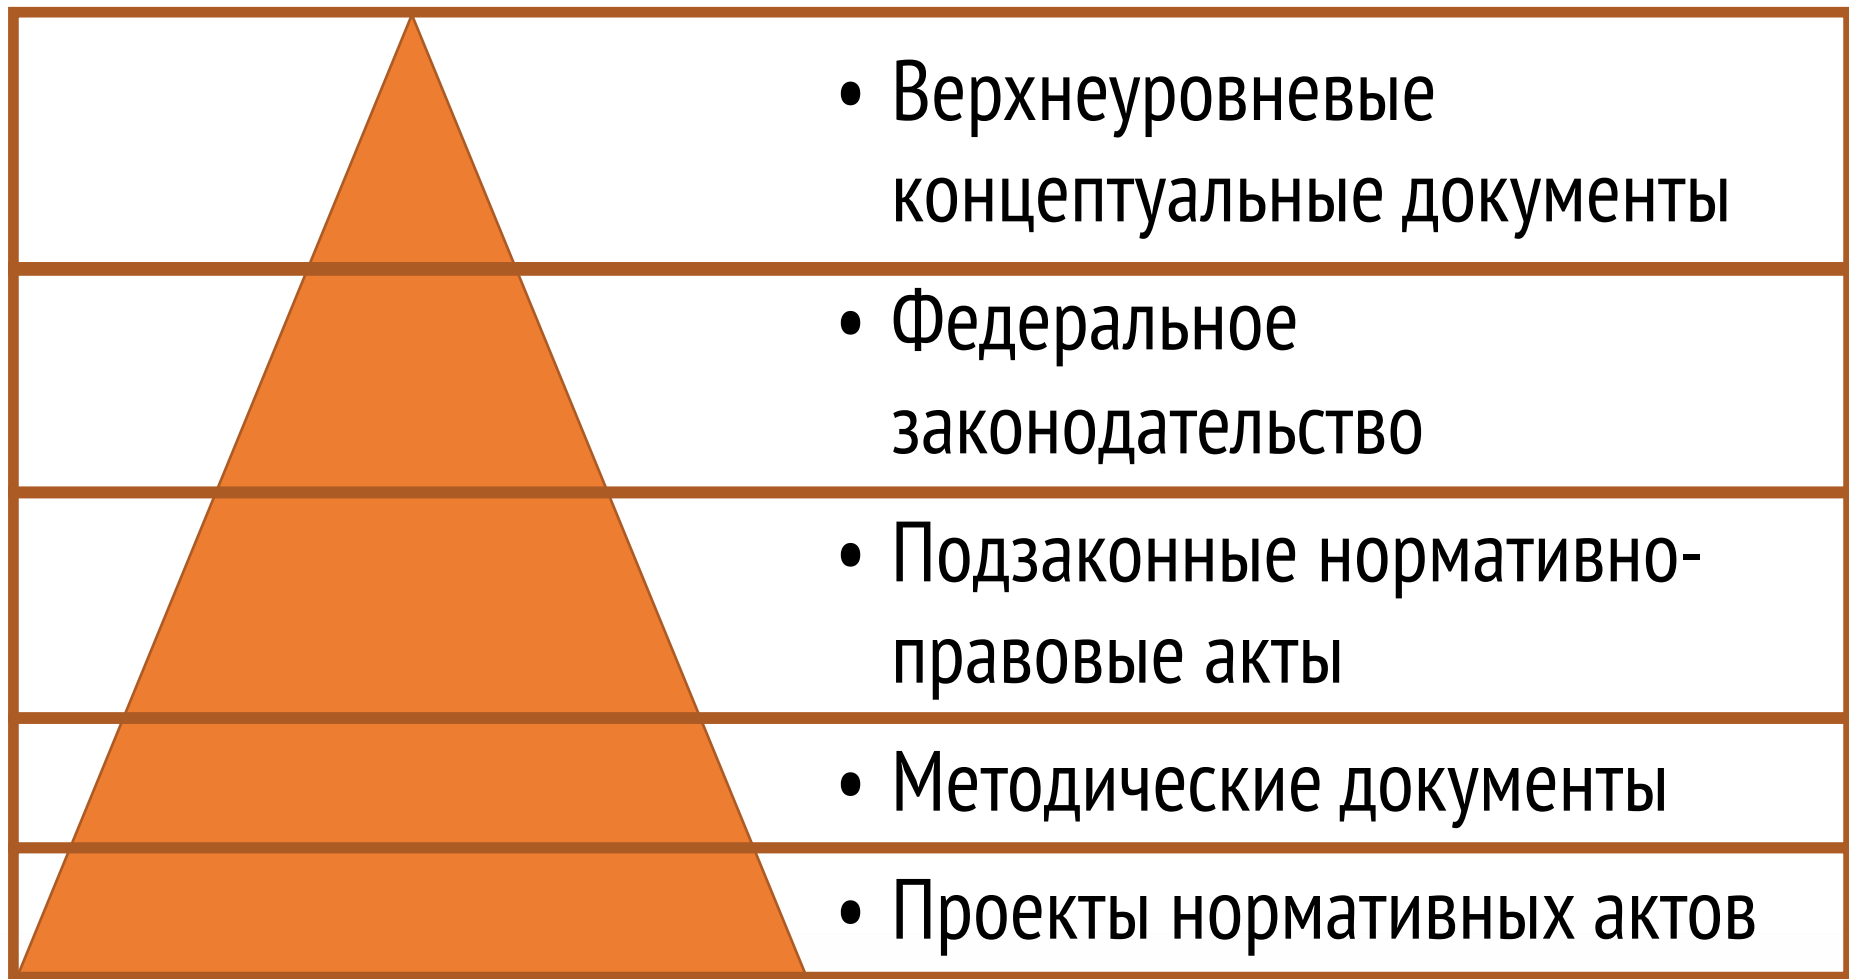 • Верхнеуровневые
концептуальные документы
• Федеральное
законодательство
• Подзаконные нормативно-
правовые акты
• Методические документы
• Проекты нормативных актов